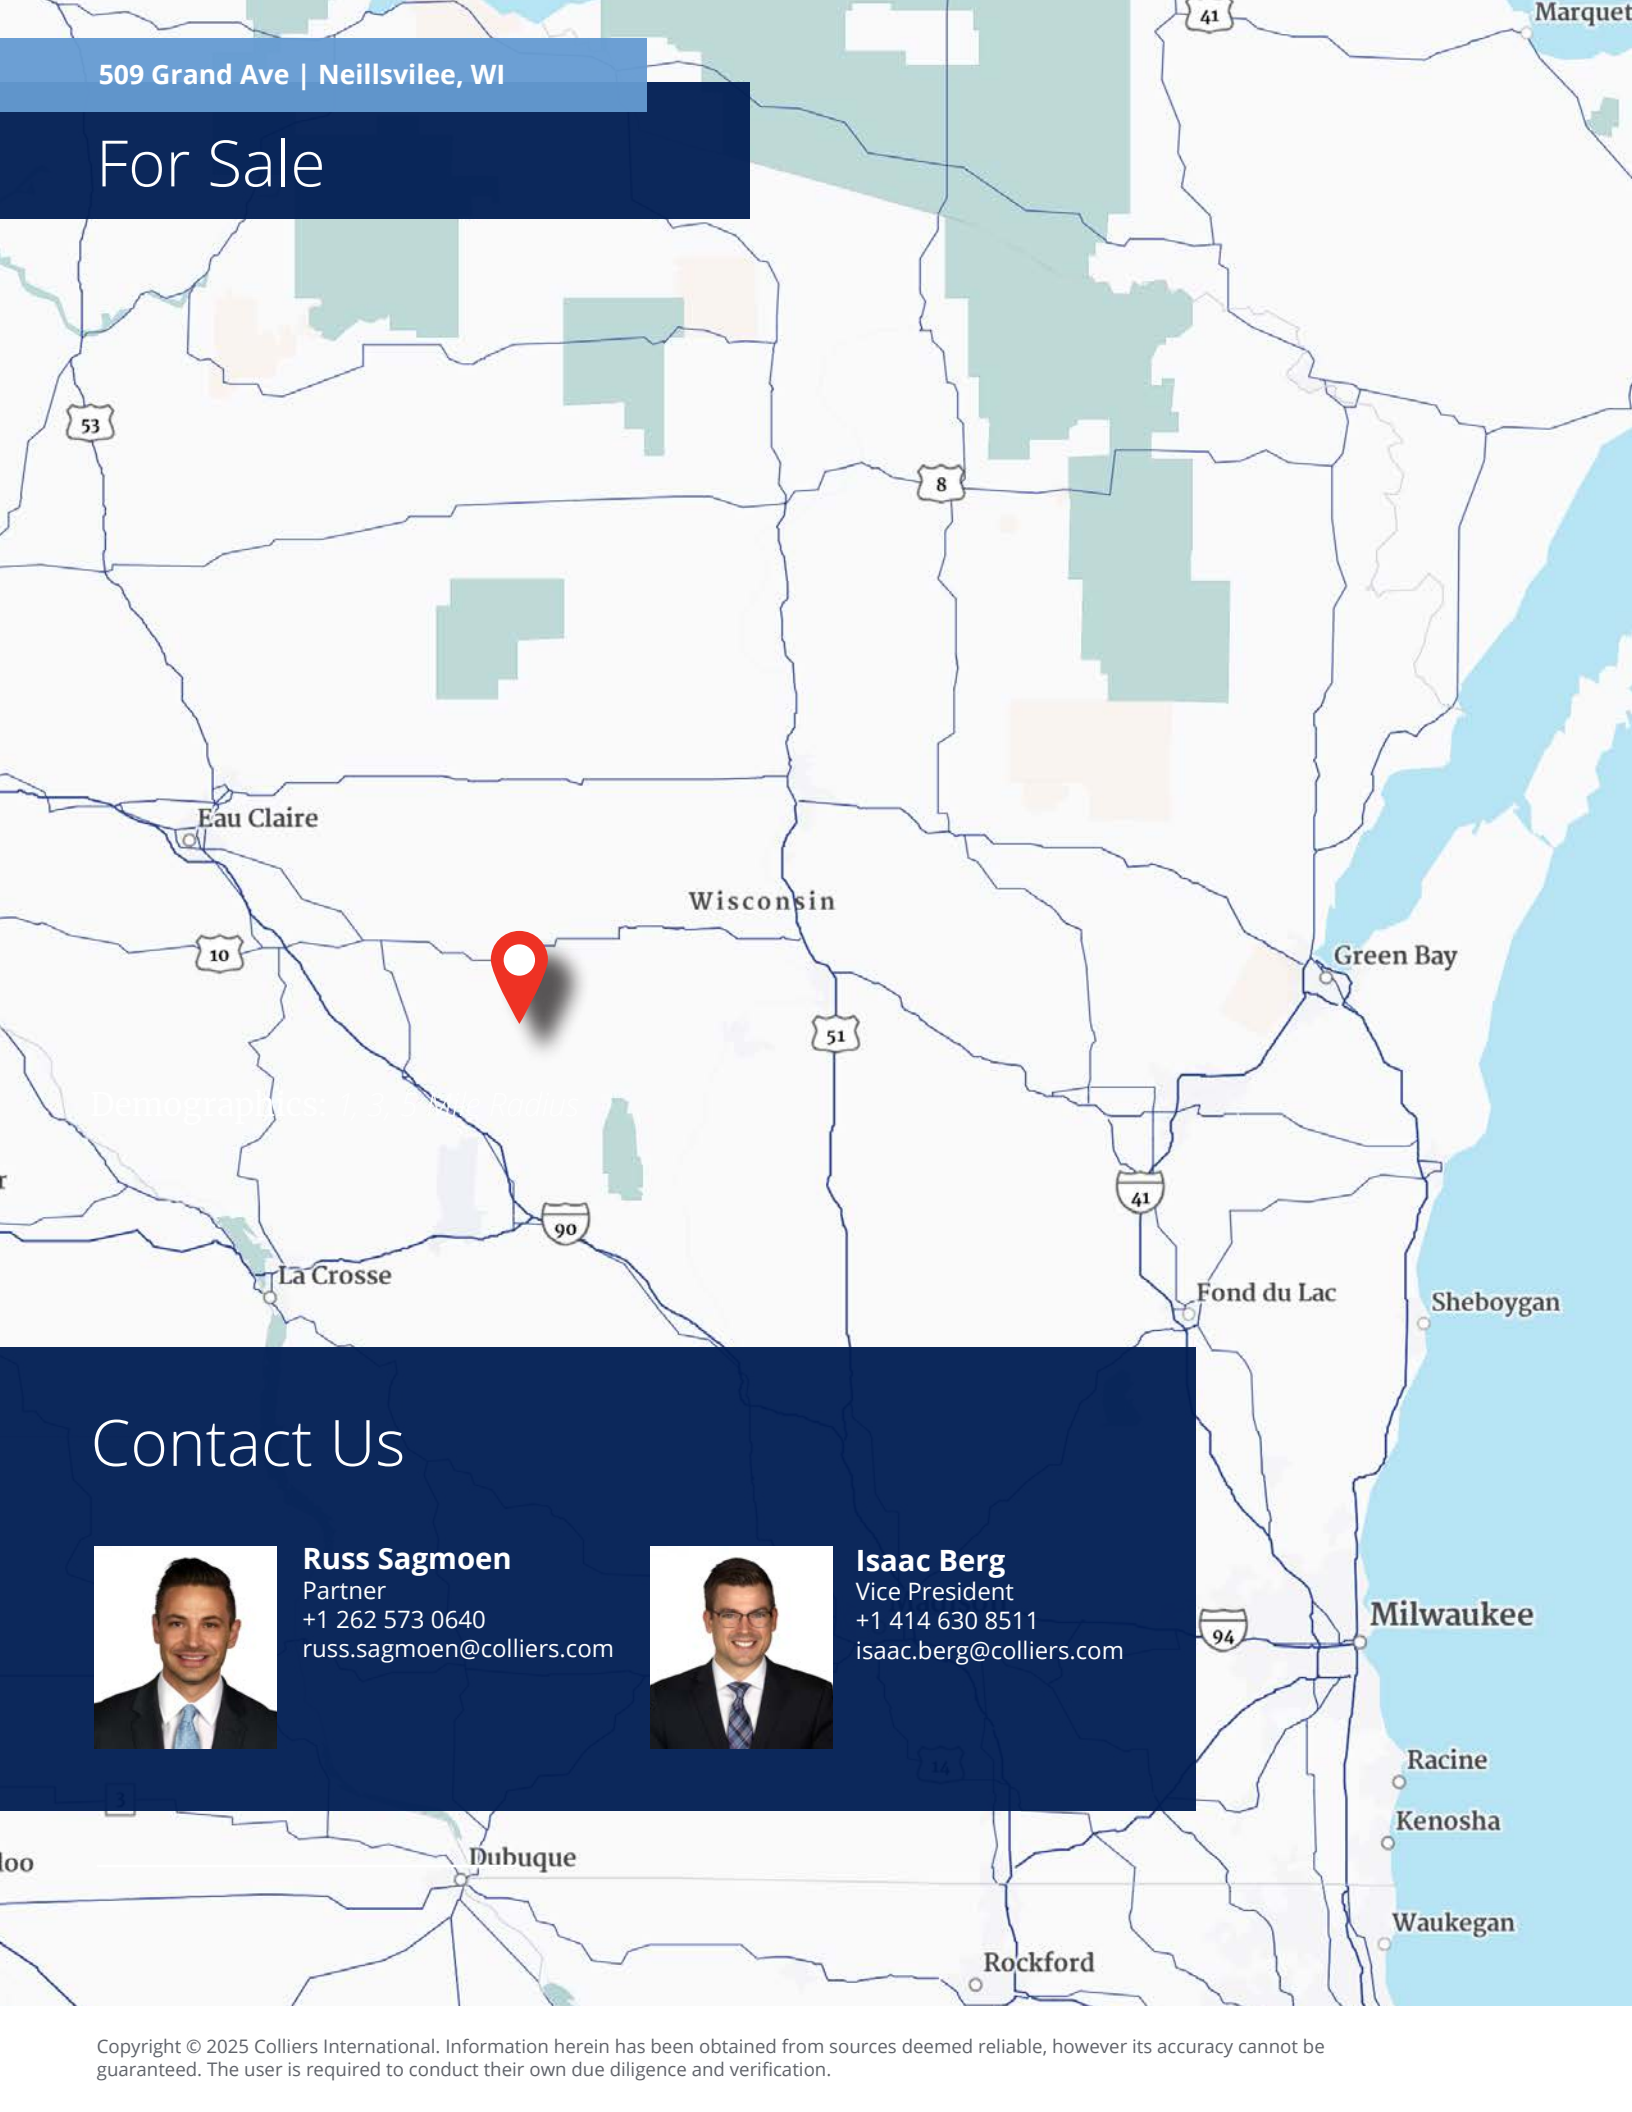 41
Marquet
509 Grand Ave | Neillsvilee, WI
For Sale
53
8
Eau Claire
Wisconsin
10
Green Bay
51
Demographics:
r
41
90
La Crosse
Fond du Lac
Sheboygan
Contact Us
Russ Sagmoen
Partner
+1 262 573 0640
russ.sagmoen@colliers.com
Isaac Berg
Vice President
+1 414 630 8511
isaac.berg@colliers.com
94
Milwaukee
14
3
Racine
Kenosha
loo
Dubuque
Waukegan
Rockford
Copyright © 2025 Colliers International. Information herein has been obtained from sources deemed reliable, however its accuracy cannot be
guaranteed. The user is required to conduct their own due diligence and verification.